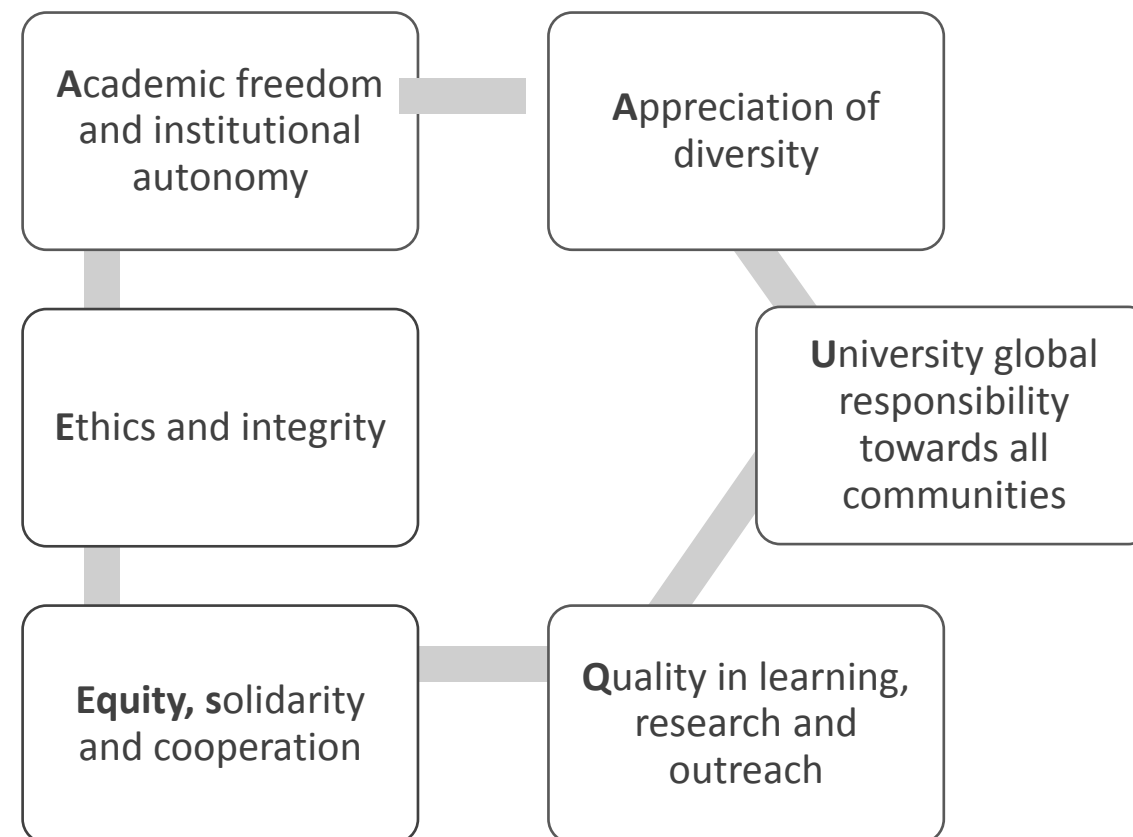 Academic freedom
and institutional
autonomy
Appreciation of
diversity
University global
responsibility
towards all
communities
Ethics and integrity
Equity, solidarity
and cooperation
Quality in learning,
research and
outreach